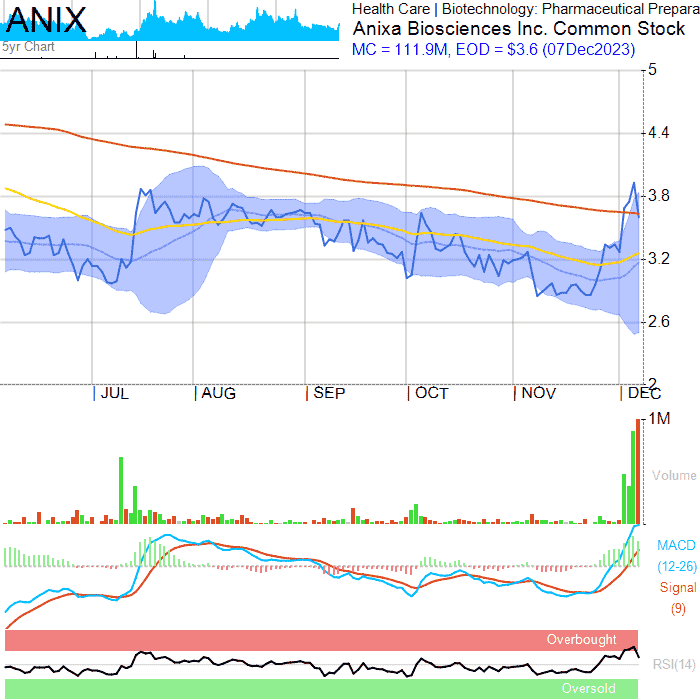 ANIX
5yr Chart
Health Care | Biotechnology: Pharmaceutical Prepara
Anixa Biosciences Inc. Common Stock
MC = 111.9M, EOD = $3.6 (07Dec2023)
5
4.4
3.8
3.2
2.6
2
JUL AUG SEP OCT NOV DEC
1M
Volume
MACD
(12-26)
Signal
(9)
Overbought
RSI(14)
Oversold